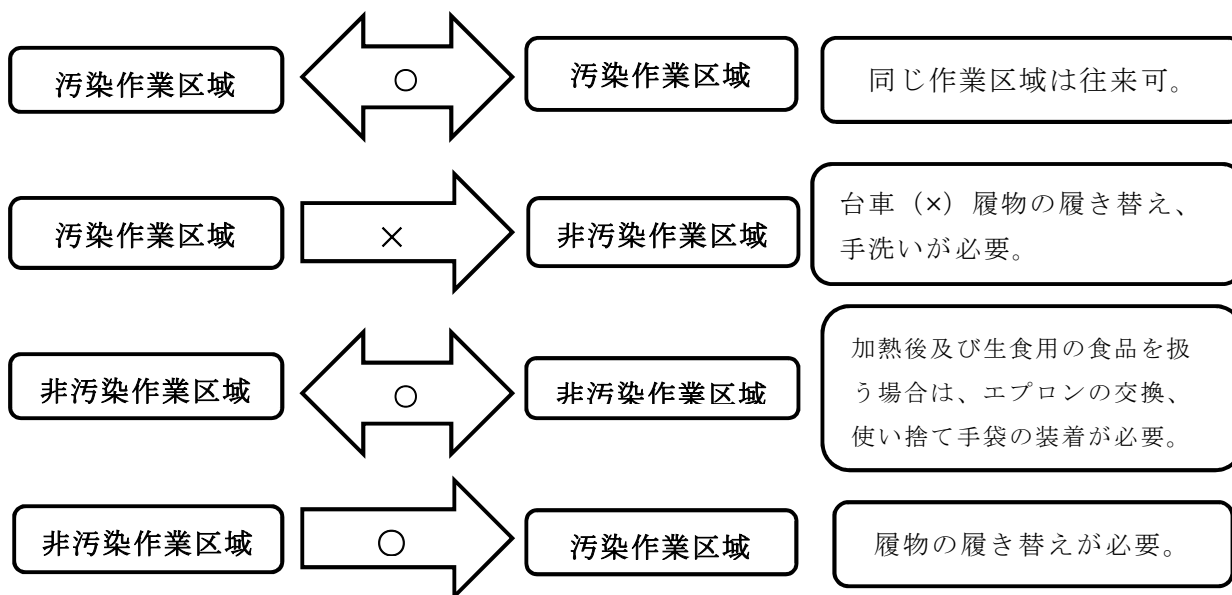 汚染作業区域 ○ 汚染作業区域 同じ作業区域は往来可。
汚染作業区域 × 非汚染作業区域 台車（×）履物の履き替え、
手洗いが必要。
非汚染作業区域 ○ 非汚染作業区域 加熱後及び生食用の食品を扱
う場合は、エプロンの交換、
使い捨て手袋の装着が必要。
非汚染作業区域 ○ 汚染作業区域 履物の履き替えが必要。